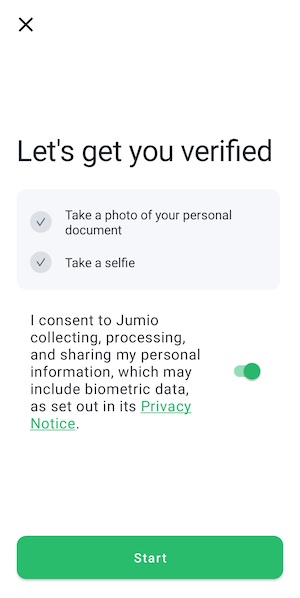 Let's get you verified
Take a photo of your personal
document
Take a selfie
I consent to Jumio
collecting, processing,
and sharing my personal
information, which may
include biometric data,
as set out in its Privacy
Notice.
Start